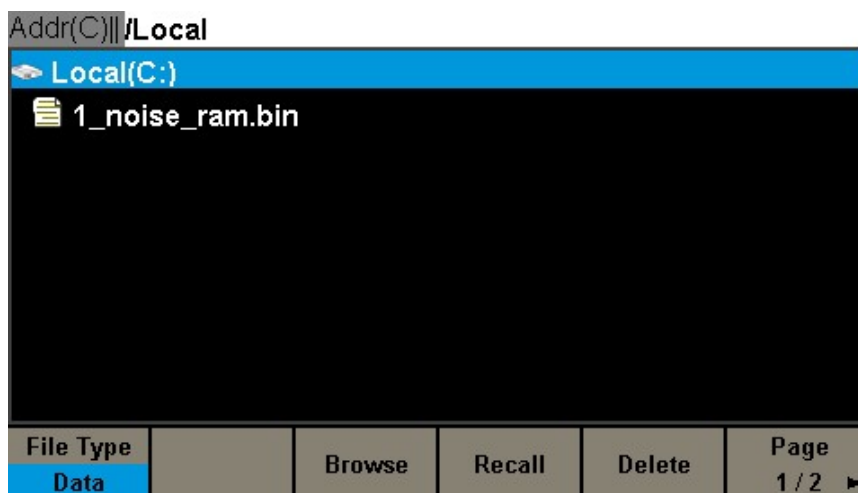 Addr(C)||/Local
Local(C:)
1_noise_ram.bin
File Type
Data
Browse
Recall
Delete
Page
1/2